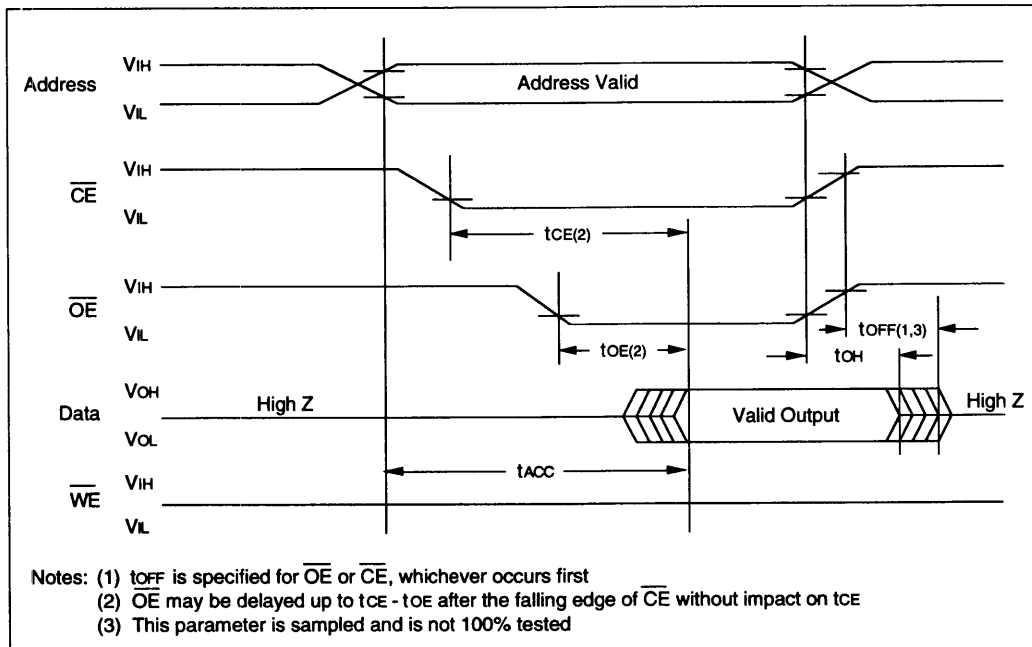 VIH
Address
Address Valid
VIL
VIH
CE
VIL
tCE(2)
VIH
OE
VIL
tOE(2)
tOFF(1,3)
tOH
VOH
High Z
Data
Valid Output
High Z
VOL
tACC
VIH
WE
VIL
Notes: (1) tOFF is specified for OE or CE, whichever occurs first
(2) OE may be delayed up to tCE - tOE after the falling edge of CE without impact on tCE
(3) This parameter is sampled and is not 100% tested